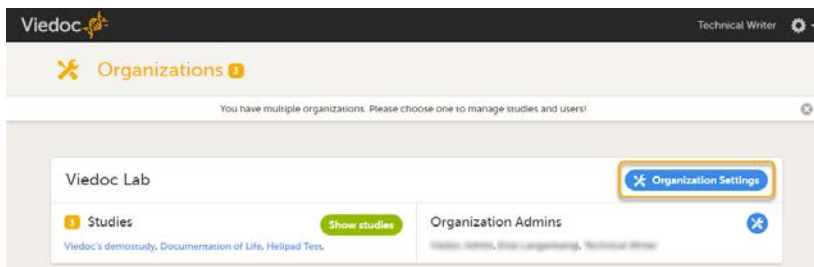 Viedoc
Technical Writer
Organizations 3
You have multiple organizations. Please choose one to manage studies and users!
Viedoc Lab
Organization Settings
3 Studies
Show studies
Organization Admins
Viedoc's demostudy, Documentation of Life, Helipad Test,